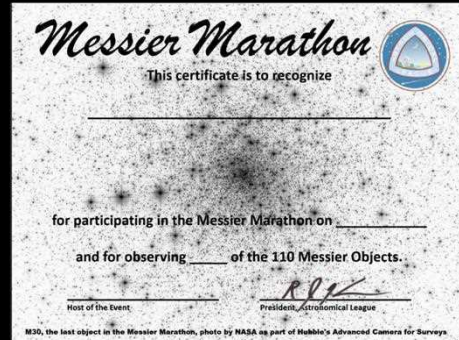 Messier Marathon
This certificate is to recognize
for participating in the Messier Marathon on ____________
and for observing _____ of the 110 Messier Objects.
Host of the Event
President, Astronomical League
M30, the last object in the Messier Marathon, photo by NASA as part of Hubble's Advanced Camera for Surveys